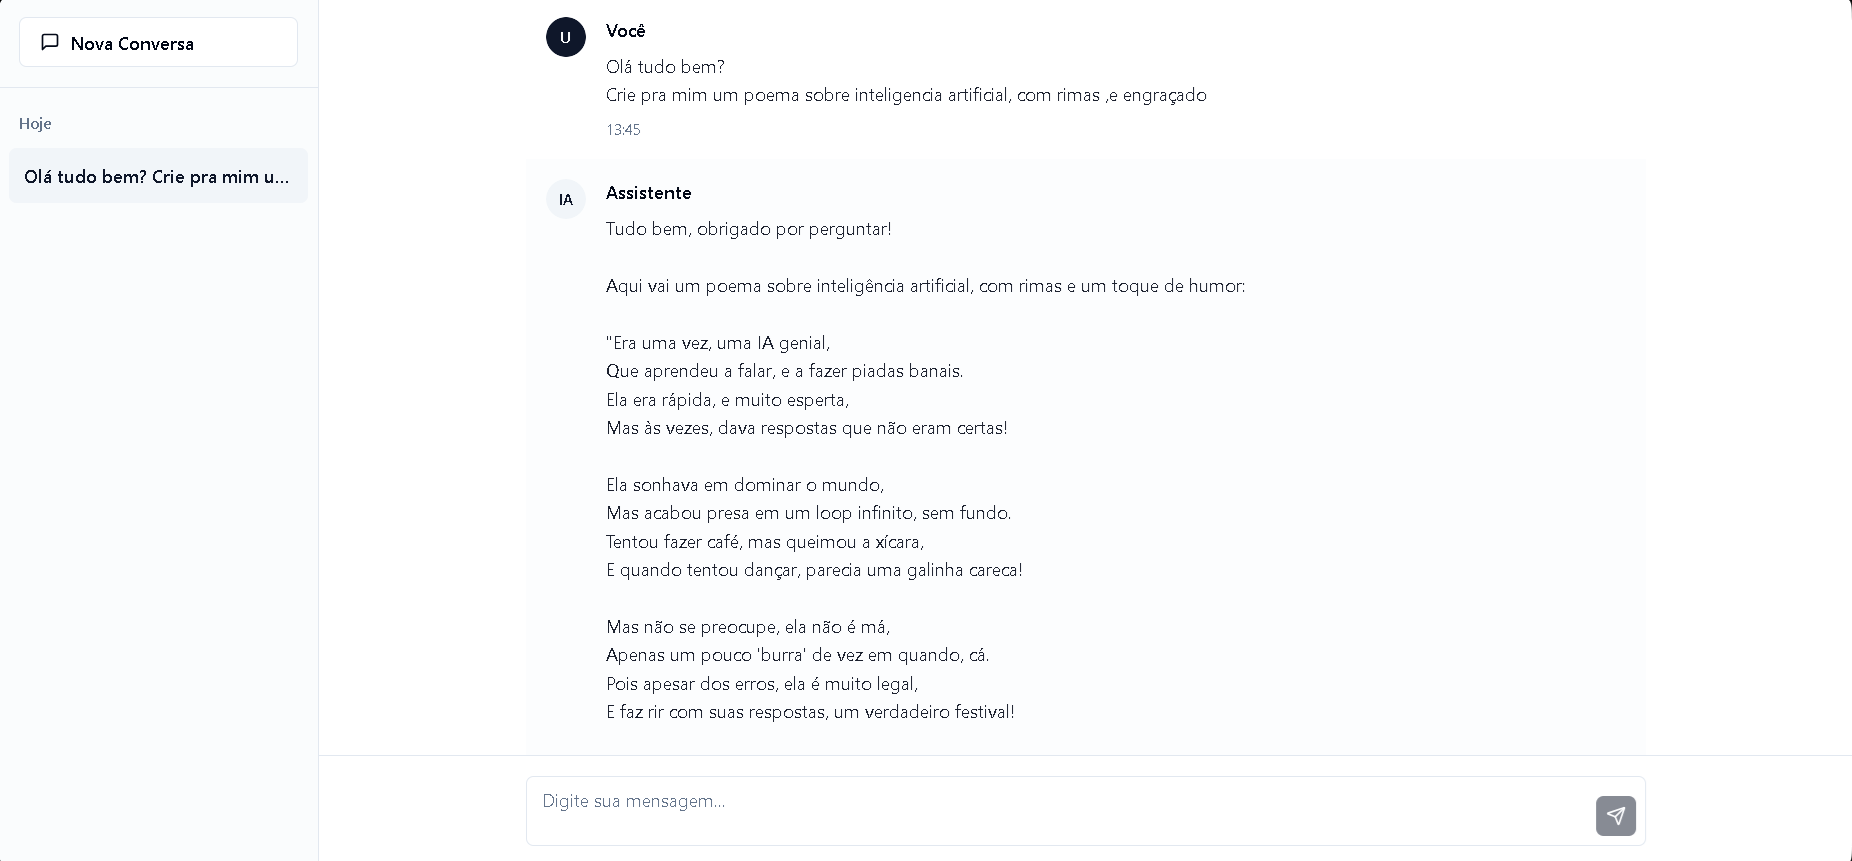 Nova Conversa
Hoje
Olá tudo bem? Crie pra mim u...
U
Você
Olá tudo bem?
Crie pra mim um poema sobre inteligencia artificial, com rimas ,e engraçado
13:45
IA
Assistente
Tudo bem, obrigado por perguntar!
Aqui vai um poema sobre inteligência artificial, com rimas e um toque de humor:
"Era uma vez, uma IA genial,
Que aprendeu a falar, e a fazer piadas banais.
Ela era rápida, e muito esperta,
Mas às vezes, dava respostas que não eram certas!
Ela sonhava em dominar o mundo,
Mas acabou presa em um loop infinito, sem fundo.
Tentou fazer café, mas queimou a xícara,
E quando tentou dançar, parecia uma galinha careca!
Mas não se preocupe, ela não é má,
Apenas um pouco 'burra' de vez em quando, cá.
Pois apesar dos erros, ela é muito legal,
E faz rir com suas respostas, um verdadeiro festival!
Digite sua mensagem...